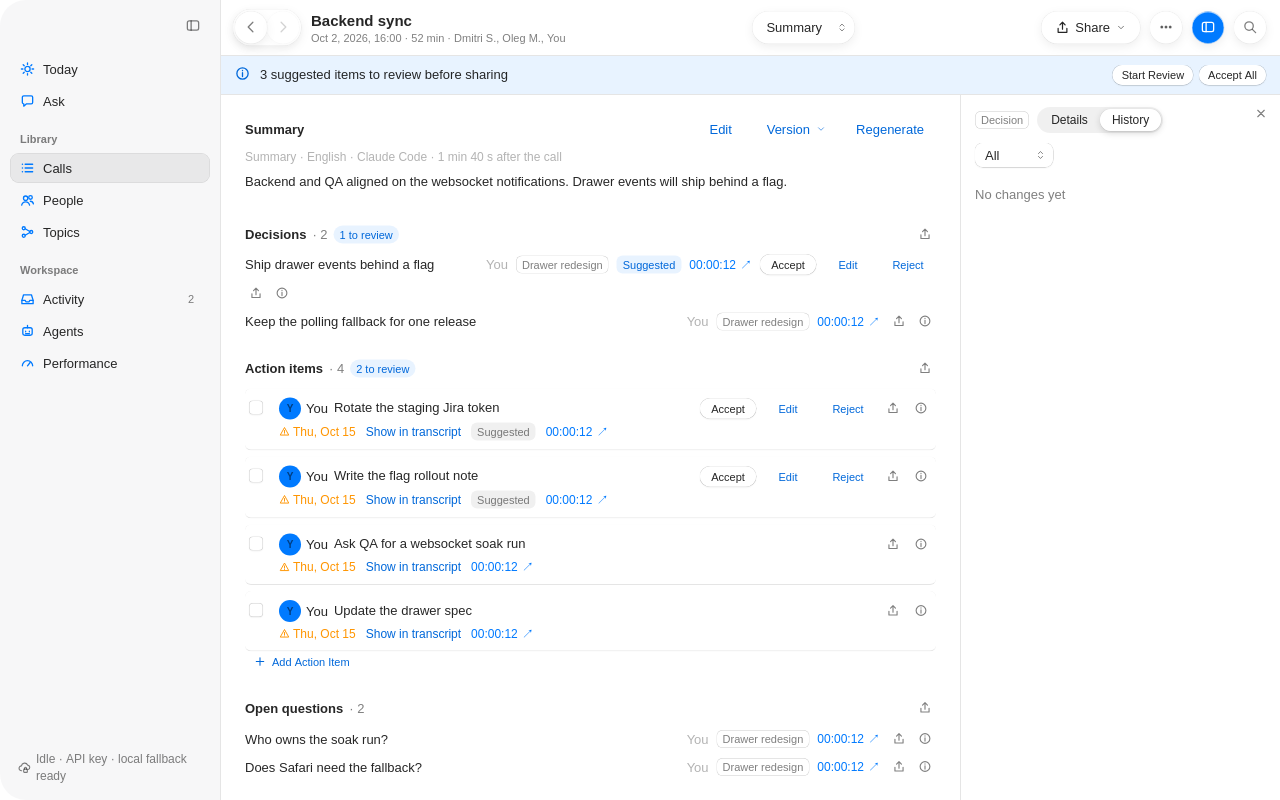 Backend sync
Oct 2, 2026, 16:00 · 52 min · Dmitri S., Oleg M., You
Summary
Share
Today
Ask
Library
Calls
People
Topics
Workspace
Activity 2
Agents
Performance
Idle · API key · local fallback
ready
3 suggested items to review before sharing
Start Review
Accept All
Summary
Edit
Version
Regenerate
Summary · English · Claude Code · 1 min 40 s after the call
Backend and QA aligned on the websocket notifications. Drawer events will ship behind a flag.
Decisions · 2 1 to review
Ship drawer events behind a flag You Drawer redesign Suggested 00:00:12 Accept Edit Reject
Keep the polling fallback for one release You Drawer redesign 00:00:12
Action items · 4 2 to review
Y You Rotate the staging Jira token Accept Edit Reject
Thu, Oct 15 Show in transcript Suggested 00:00:12
Y You Write the flag rollout note Accept Edit Reject
Thu, Oct 15 Show in transcript Suggested 00:00:12
Y You Ask QA for a websocket soak run
Thu, Oct 15 Show in transcript 00:00:12
Y You Update the drawer spec
Thu, Oct 15 Show in transcript 00:00:12
Add Action Item
Open questions · 2
Who owns the soak run? You Drawer redesign 00:00:12
Does Safari need the fallback? You Drawer redesign 00:00:12
Decision
Details
History
All
No changes yet